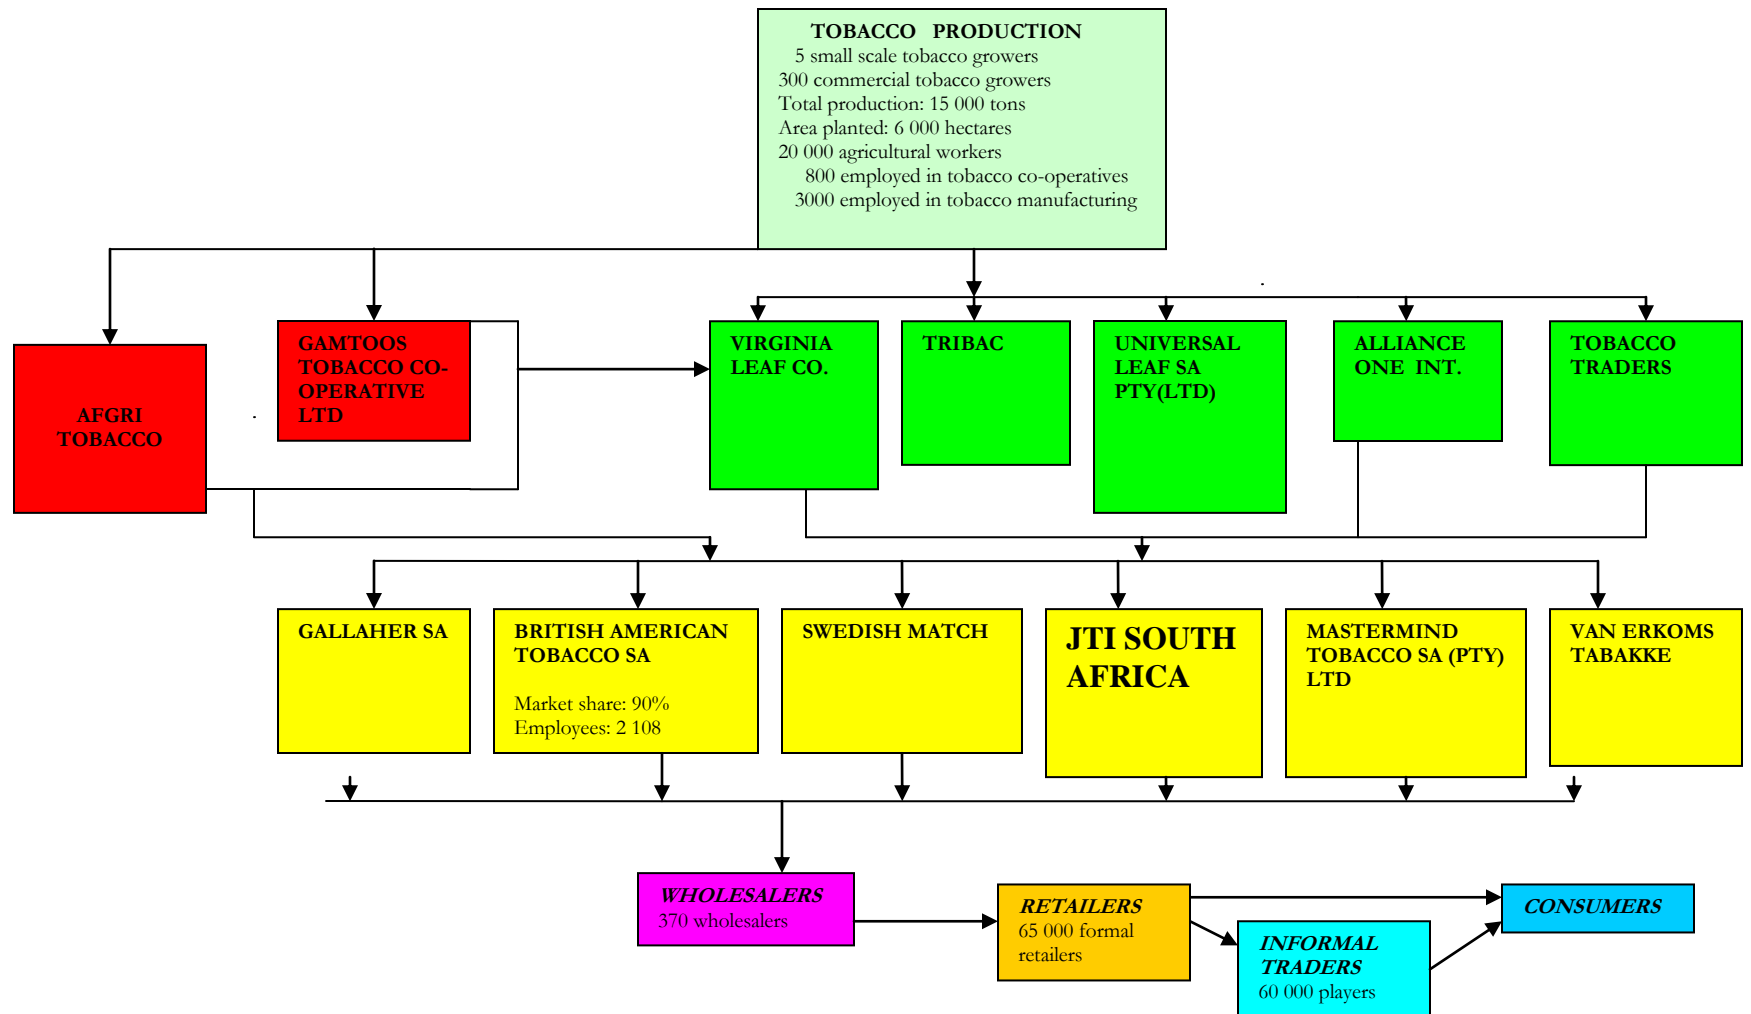 TOBACCO PRODUCTION
5 small scale tobacco growers
300 commercial tobacco growers
Total production: 15 000 tons
Area planted: 6 000 hectares
20 000 agricultural workers
800 employed in tobacco co-operatives
3000 employed in tobacco manufacturing
AFGRI
TOBACCO
GAMTOOS
TOBACCO CO-
OPERATIVE
LTD
VIRGINIA
LEAF CO.
TRIBAC
UNIVERSAL
LEAF SA
PTY(LTD)
ALLIANCE
ONE INT.
TOBACCO
TRADERS
GALLAHER SA
BRITISH AMERICAN
TOBACCO SA
Market share: 90%
Employees: 2 108
SWEDISH MATCH
JTI SOUTH
AFRICA
MASTERMIND
TOBACCO SA (PTY)
LTD
VAN ERKOMS
TABAKKE
WHOLESALERS
370 wholesalers
RETAILERS
65 000 formal
retailers
INFORMAL
TRADERS
60 000 players
CONSUMERS